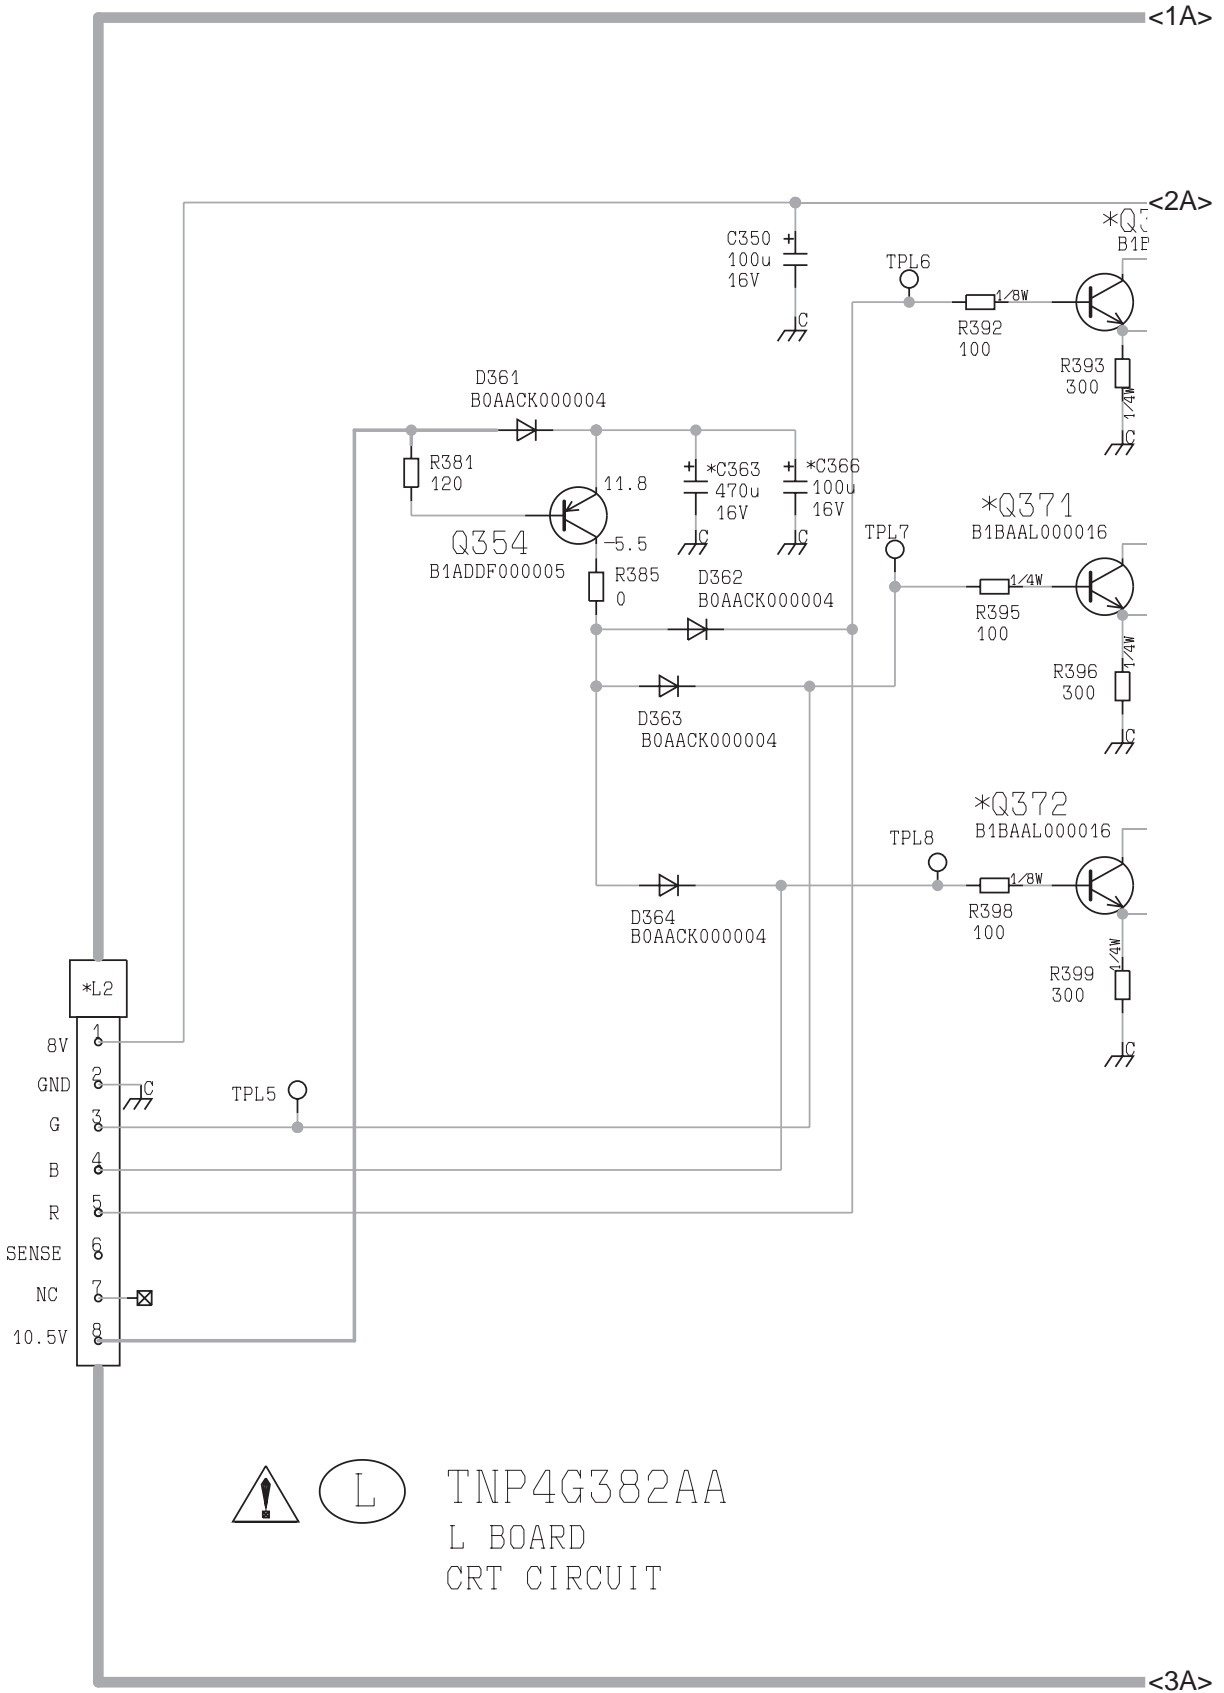 <1A>
<2A>
*Q3
B1B
C350
100u
16V
+
C
TPL6
1/8W
R392
100
R393
300
1/4W
C
D361
B0AACK000004
R381
120
11.8
+
*C363
470u
16V
C
+
*C366
100u
16V
C
Q354
B1ADDF000005
-5.5
R385
0
D362
B0AACK000004
TPL7
*Q371
B1BAAL000016
1/4W
R395
100
1/4W
R396
300
C
D363
B0AACK000004
*Q372
B1BAAL000016
TPL8
1/8W
R398
100
D364
B0AACK000004
1/4W
R399
300
C
*L2
8V 1
GND 2 C
TPL5
G 3
B 4
R 5
SENSE 6
NC 7
10.5V 8
! L TNP4G382AA
L BOARD
CRT CIRCUIT
<3A>